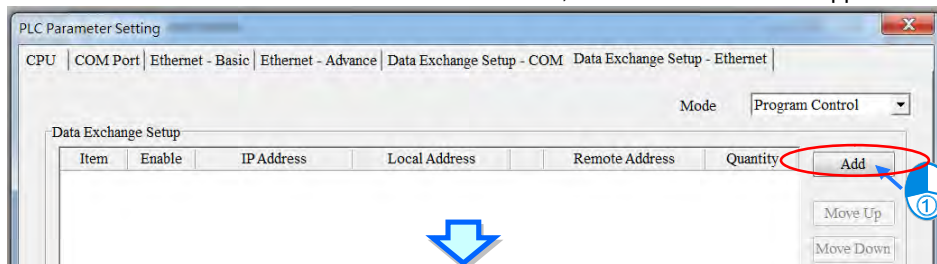 PLC Parameter Setting
CPU COM Port Ethernet - Basic Ethernet - Advance Data Exchange Setup - COM Data Exchange Setup - Ethernet
Mode Program Control
Data Exchange Setup
Item Enable IP Address Local Address Remote Address Quantity Add
①
Move Up
Move Down